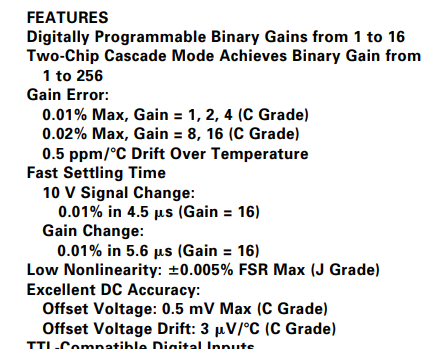 FEATURES
Digitally Programmable Binary Gains from 1 to 16
Two-Chip Cascade Mode Achieves Binary Gain from
1 to 256
Gain Error:
0.01% Max, Gain = 1, 2, 4 (C Grade)
0.02% Max, Gain = 8, 16 (C Grade)
0.5 ppm/°C Drift Over Temperature
Fast Settling Time
10 V Signal Change:
0.01% in 4.5 μs (Gain = 16)
Gain Change:
0.01% in 5.6 μs (Gain = 16)
Low Nonlinearity: ±0.005% FSR Max (J Grade)
Excellent DC Accuracy:
Offset Voltage: 0.5 mV Max (C Grade)
Offset Voltage Drift: 3 μV/°C (C Grade)
TTL-Compatible Digital Inputs